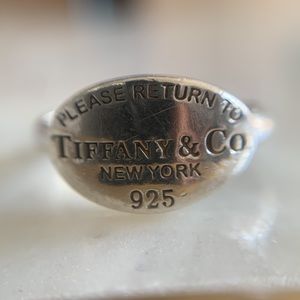 PLEASE RETURN TO
TIFFANY & CO
NEW YORK
925